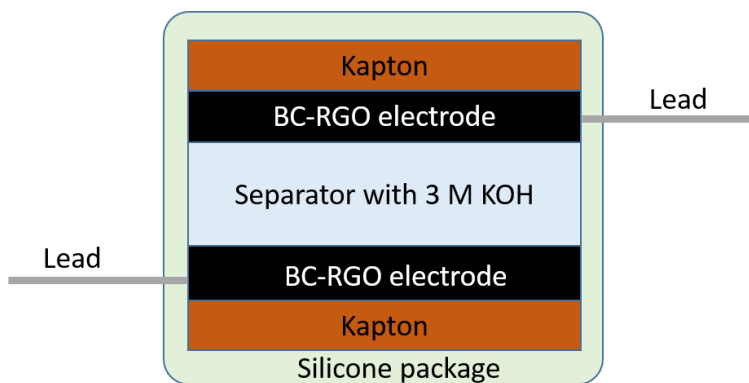 Kapton
BC-RGO electrode
Lead
Separator with 3 M KOH
Lead
BC-RGO electrode
Kapton
Silicone package